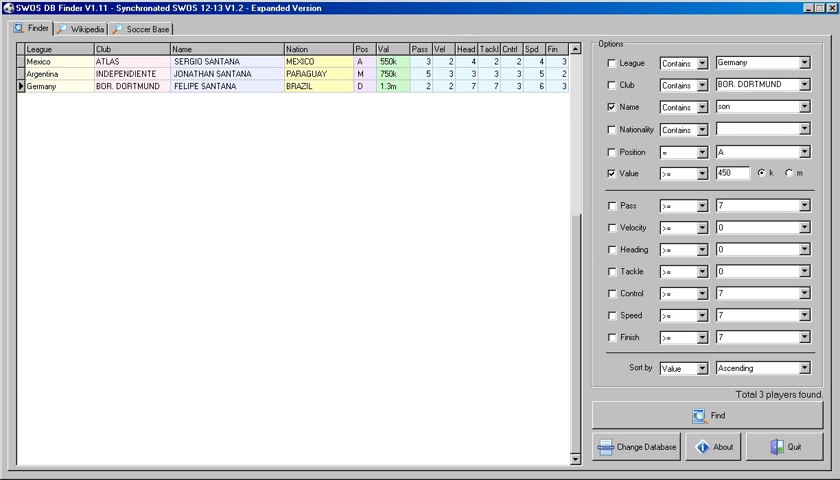 SWOS DB Finder V1.11 - Synchronated SWOS 12-13 V1.2 - Expanded Version
Finder Wikipedia Soccer Base
League Club Name Nation Pos Val Pass Vel Head Tackl Cntrl Spd Fin
Mexico ATLAS SERGIO SANTANA MEXICO A 550k 3 2 4 2 2 4 3
Argentina INDEPENDIENTE JONATHAN SANTANA PARAGUAY M 750k 5 3 3 3 3 5 2
Germany BOR. DORTMUND FELIPE SANTANA BRAZIL D 1.3m 2 2 7 7 3 6 3
Options
League Contains Germany
Club Contains BOR. DORTMUND
Name Contains son
Nationality Contains
Position = A
Value >= 450 k m
Pass >= 7
Velocity >= 0
Heading >= 0
Tackle >= 0
Control >= 7
Speed >= 7
Finish >= 7
Sort by Value Ascending
Total 3 players found.
Find
Change Database About Quit